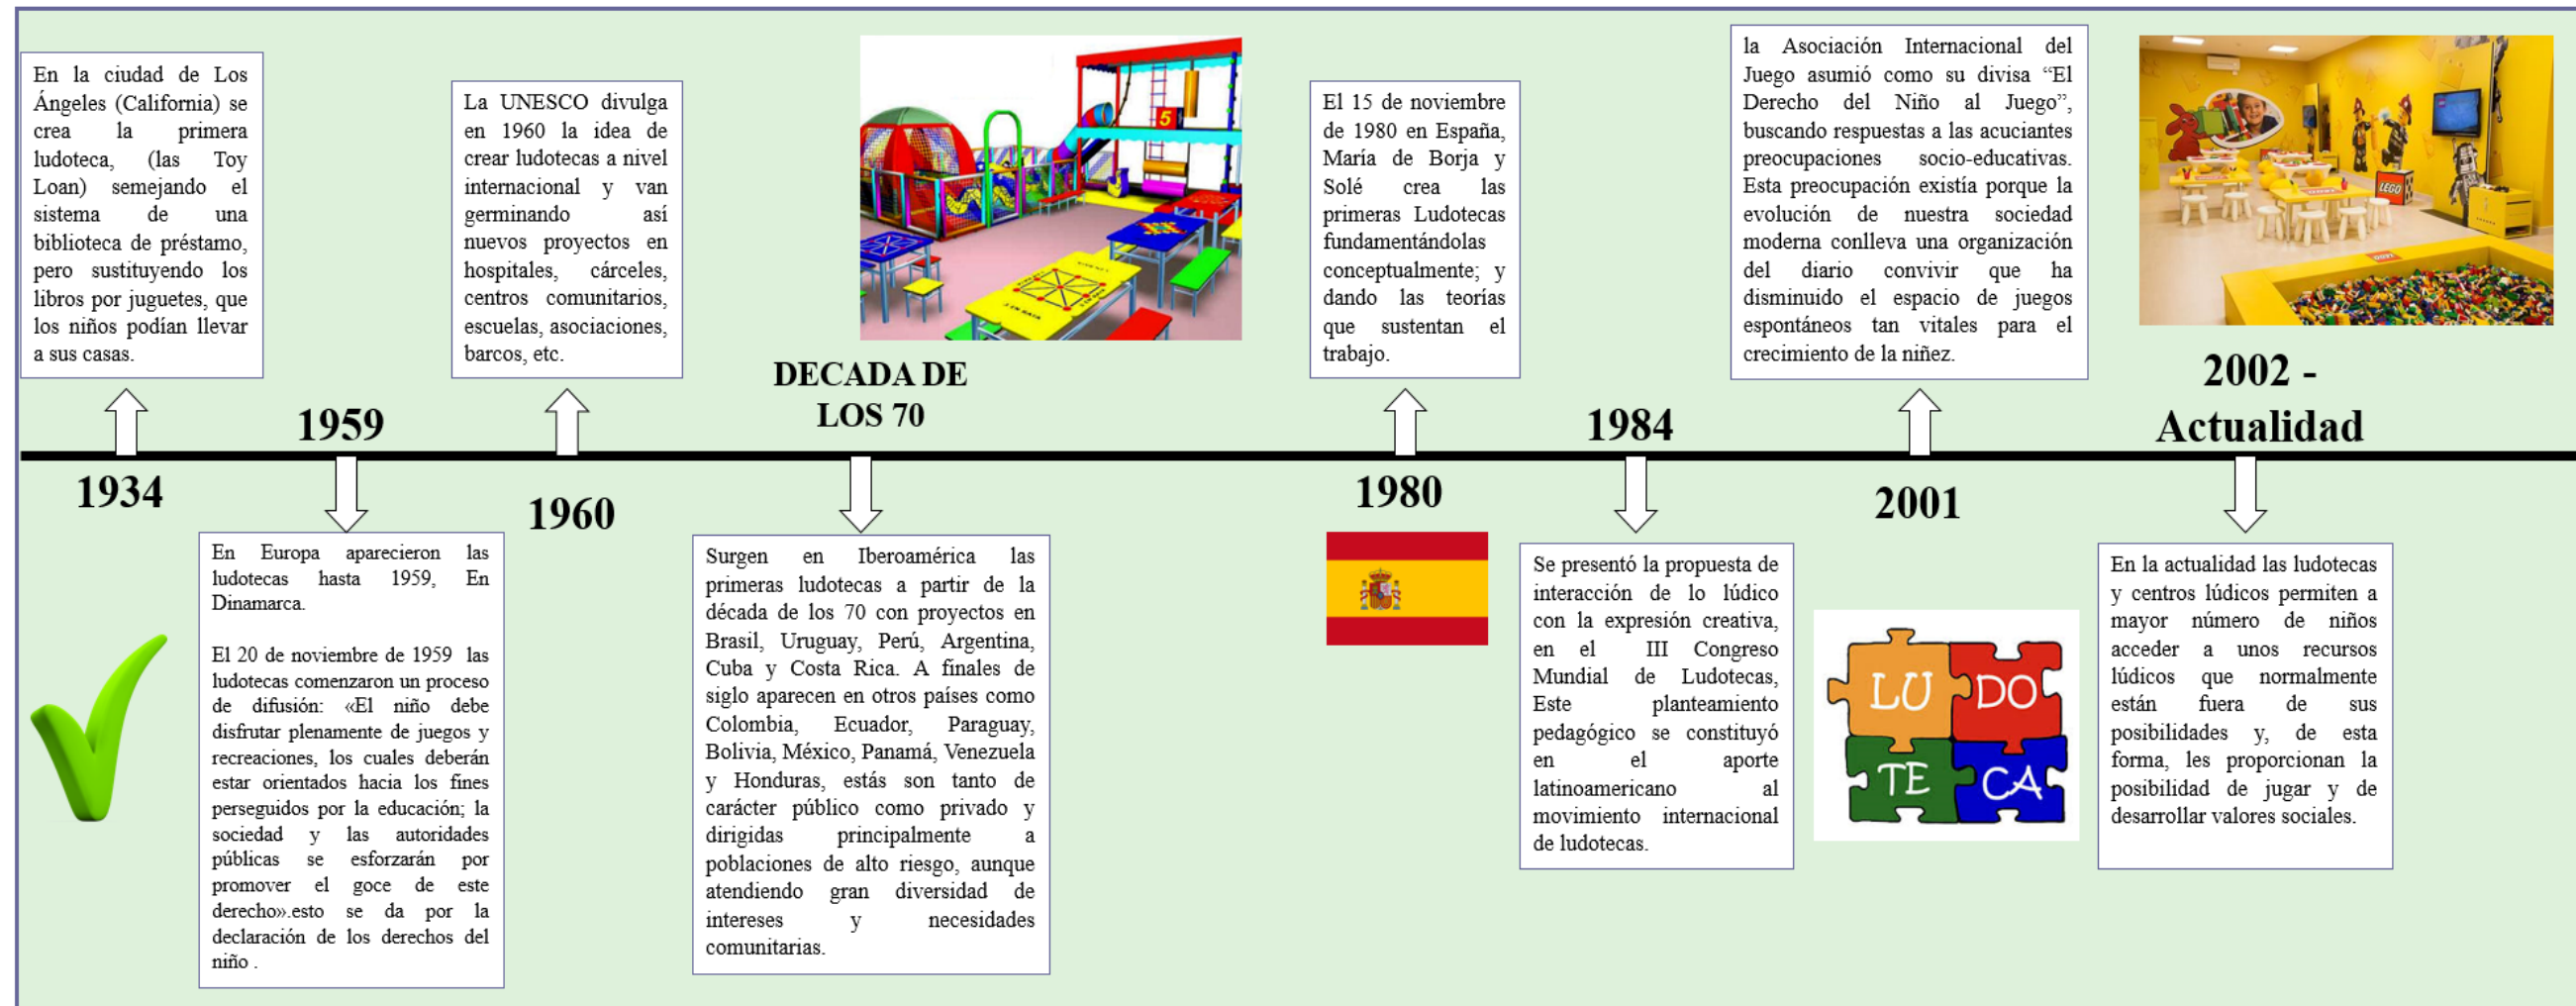 En la ciudad de Los
Ángeles (California) se
crea la primera
ludoteca, (las Toy
Loan) semejando el
sistema de una
biblioteca de préstamo,
pero sustituyendo los
libros por juguetes, que
los niños podían llevar
a sus casas.
1934
1959
En Europa aparecieron las
ludotecas hasta 1959, En
Dinamarca.
El 20 de noviembre de 1959 las
ludotecas comenzaron un proceso
de difusión: «El niño debe
disfrutar plenamente de juegos y
recreaciones, los cuales deberán
estar orientados hacia los fines
perseguidos por la educación; la
sociedad y las autoridades
públicas se esforzarán por
promover el goce de este
derecho».esto se da por la
declaración de los derechos del
niño .
La UNESCO divulga
en 1960 la idea de
crear ludotecas a nivel
internacional y van
germinando así
nuevos proyectos en
hospitales, cárceles,
centros comunitarios,
escuelas, asociaciones,
barcos, etc.
1960
5
DECADA DE
LOS 70
Surgen en Iberoamérica las
primeras ludotecas a partir de la
década de los 70 con proyectos en
Brasil, Uruguay, Perú, Argentina,
Cuba y Costa Rica. A finales de
siglo aparecen en otros países como
Colombia, Ecuador, Paraguay,
Bolivia, México, Panamá, Venezuela
y Honduras, estás son tanto de
carácter público como privado y
dirigidas principalmente a
poblaciones de alto riesgo, aunque
atendiendo gran diversidad de
intereses y necesidades
comunitarias.
El 15 de noviembre
de 1980 en España,
María de Borja y
Solé crea las
primeras Ludotecas
fundamentándolas
conceptualmente; y
dando las teorías
que sustentan el
trabajo.
1980
1984
Se presentó la propuesta de
interacción de lo lúdico
con la expresión creativa,
en el III Congreso
Mundial de Ludotecas,
Este planteamiento
pedagógico se constituyó
en el aporte
latinoamericano al
movimiento internacional
de ludotecas.
la Asociación Internacional del
Juego asumió como su divisa “El
Derecho del Niño al Juego”,
buscando respuestas a las acuciantes
preocupaciones socio-educativas.
Esta preocupación existía porque la
evolución de nuestra sociedad
moderna conlleva una organización
del diario convivir que ha
disminuido el espacio de juegos
espontáneos tan vitales para el
crecimiento de la niñez.
2001
LU DO
TE CA
LEGO
2002 -
Actualidad
En la actualidad las ludotecas
y centros lúdicos permiten a
mayor número de niños
acceder a unos recursos
lúdicos que normalmente
están fuera de sus
posibilidades y, de esta
forma, les proporcionan la
posibilidad de jugar y de
desarrollar valores sociales.